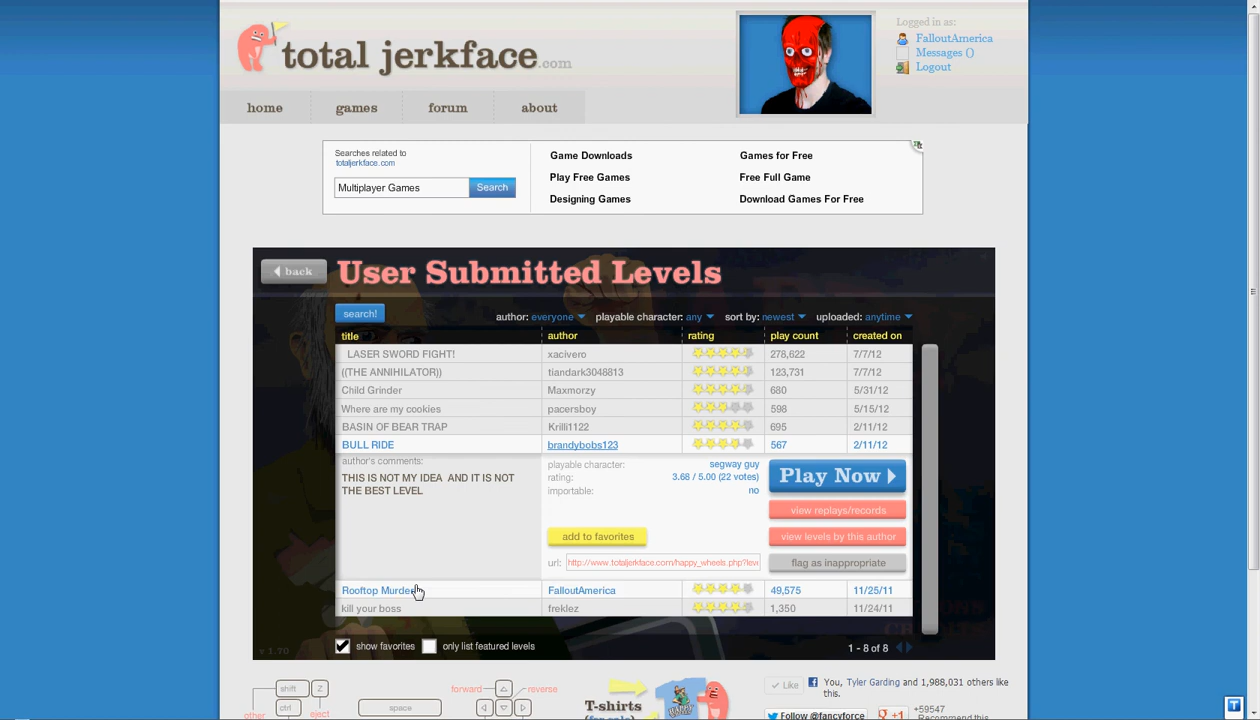 total jerkface.com
Logged in as:
FalloutAmerica
Messages ()
Logout
home games forum about
Searches related to
totaljerkface.com
Multiplayer Games Search
Game Downloads Games for Free
Play Free Games Free Full Game
Designing Games Download Games For Free
back User Submitted Levels
search! author: everyone playable character: any sort by: newest uploaded: anytime
title author rating play count created on
LASER SWORD FIGHT! xacivero 278,622 7/7/12
((THE ANNIHILATOR)) tiandark3048813 123,731 7/7/12
Child Grinder Maxmorzy 680 5/31/12
Where are my cookies pacersboy 598 5/15/12
BASIN OF BEAR TRAP Krilli1122 695 2/11/12
BULL RIDE brandybobs123 567 2/11/12
author's comments:
THIS IS NOT MY IDEA AND IT IS NOT
THE BEST LEVEL
playable character: segway guy
rating: 3.68 / 5.00 (22 votes)
importable: no
add to favorites
url: http://www.totaljerkface.com/happy_wheels.php?leve
Play Now
view replays/records
view levels by this author
flag as inappropriate
Rooftop Murder FalloutAmerica 49,575 11/25/11
kill your boss freklez 1,350 11/24/11
v 1.70
show favorites only list featured levels 1 - 8 of 8
shift Z
ctrl
other eject
space
forward reverse
T-shirts
(for sale)
Like You, Tyler Garding and 1,988,031 others like
this.
Follow @fancyforce
+1 +59547
Recommend this
T